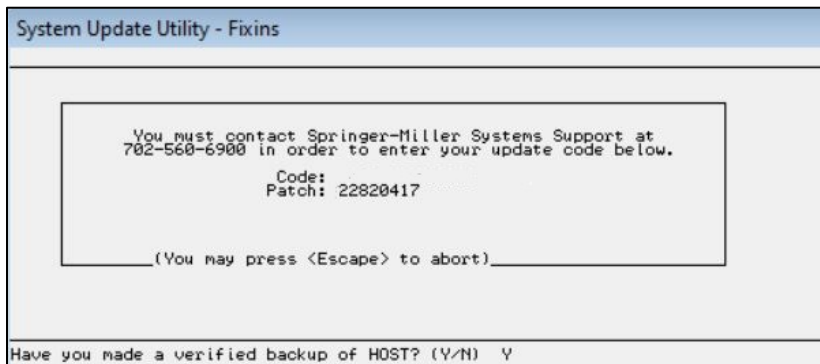 System Update Utility - Fixins
You must contact Springer-Miller Systems Support at
702-560-6900 in order to enter your update code below.
Code:
Patch: 22820417
(You may press <Escape> to abort)
Have you made a verified backup of HOST? (Y/N) Y